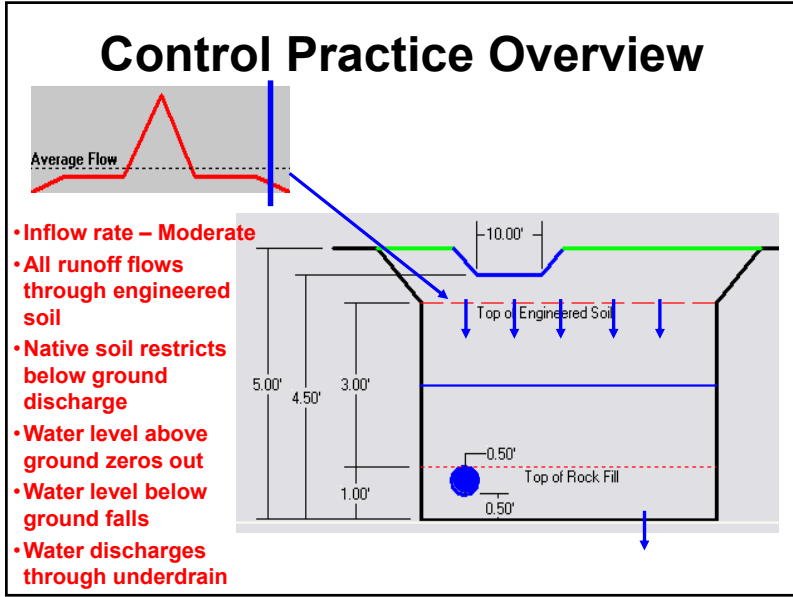 Control Practice Overview
Average Flow
• Inflow rate – Moderate
• All runoff flows
through engineered
soil
• Native soil restricts
below ground
discharge
• Water level above
ground zeros out
• Water level below
ground falls
• Water discharges
through underdrain
10.00'
Top of Engineered Soil
5.00'
4.50'
3.00'
0.50'
Top of Rock Fill
1.00'
0.50'